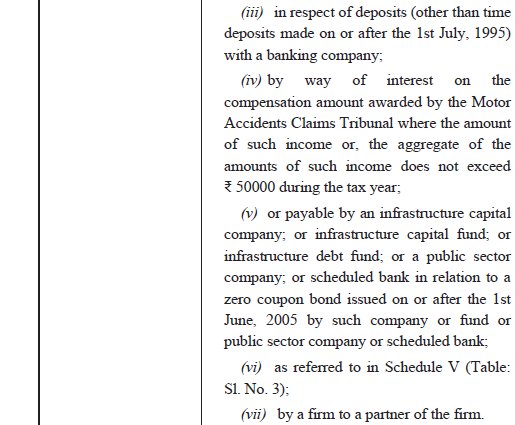 (iii) in respect of deposits (other than time
deposits made on or after the 1st July, 1995)
with a banking company;
(iv) by way of interest on the
compensation amount awarded by the Motor
Accidents Claims Tribunal where the amount
of such income or, the aggregate of the
amounts of such income does not exceed
₹ 50000 during the tax year;
(v) or payable by an infrastructure capital
company; or infrastructure capital fund; or
infrastructure debt fund; or a public sector
company; or scheduled bank in relation to a
zero coupon bond issued on or after the 1st
June, 2005 by such company or fund or
public sector company or scheduled bank;
(vi) as referred to in Schedule V (Table:
Sl. No. 3);
(vii) by a firm to a partner of the firm.